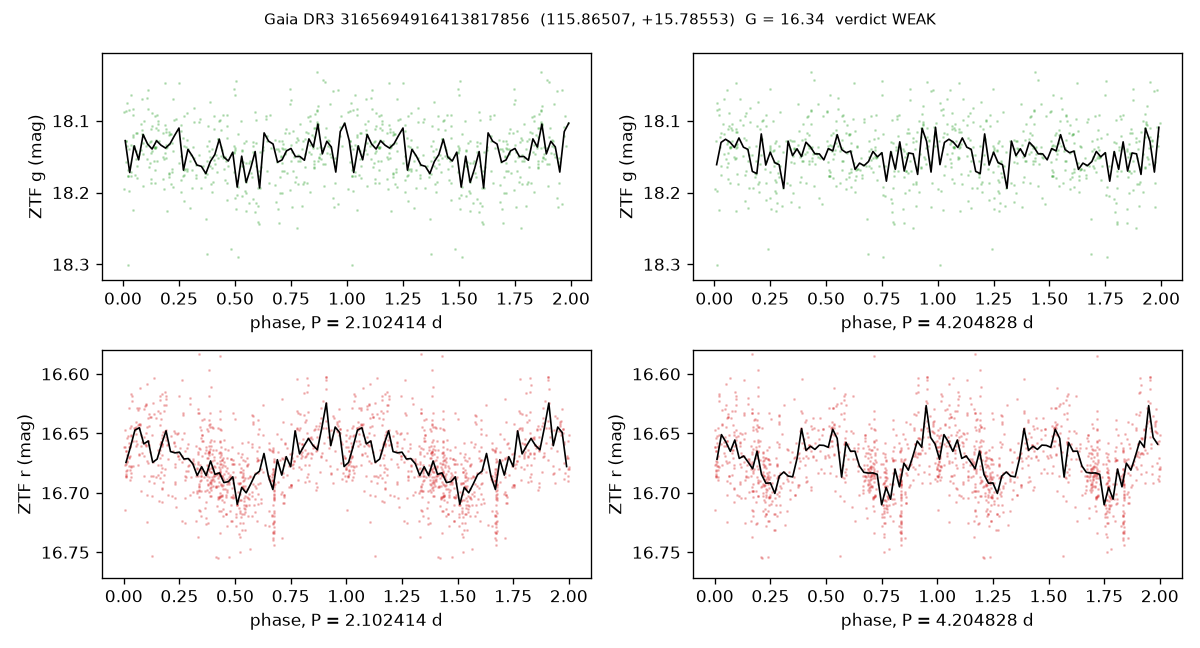 Gaia DR3 3165694916413817856  (115.86507, +15.78553)  G = 16.34  verdict WEAK
ZTF g (mag)
18.1
18.2
18.3
0.00 0.25 0.50 0.75 1.00 1.25 1.50 1.75 2.00
phase, P = 2.102414 d
ZTF g (mag)
18.1
18.2
18.3
0.00 0.25 0.50 0.75 1.00 1.25 1.50 1.75 2.00
phase, P = 4.204828 d
ZTF r (mag)
16.60
16.65
16.70
16.75
0.00 0.25 0.50 0.75 1.00 1.25 1.50 1.75 2.00
phase, P = 2.102414 d
ZTF r (mag)
16.60
16.65
16.70
16.75
0.00 0.25 0.50 0.75 1.00 1.25 1.50 1.75 2.00
phase, P = 4.204828 d